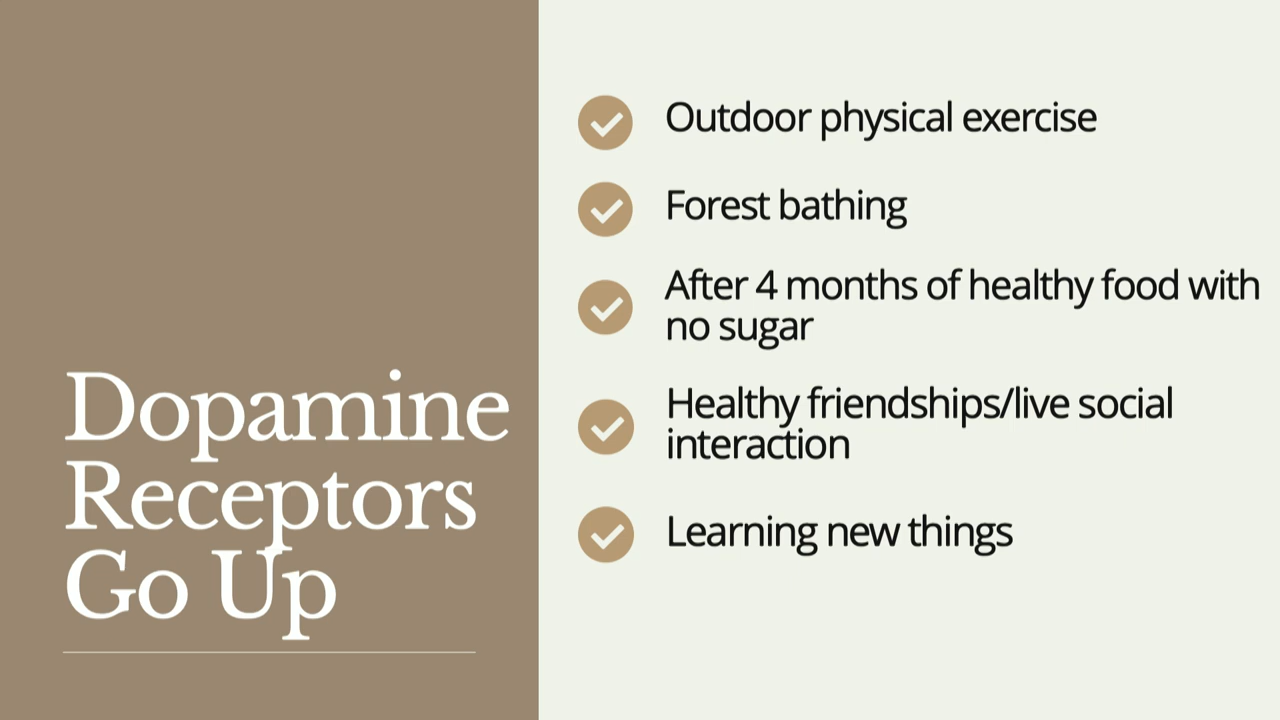 Dopamine
Receptors
Go Up
Outdoor physical exercise
Forest bathing
After 4 months of healthy food with
no sugar
Healthy friendships/live social
interaction
Learning new things